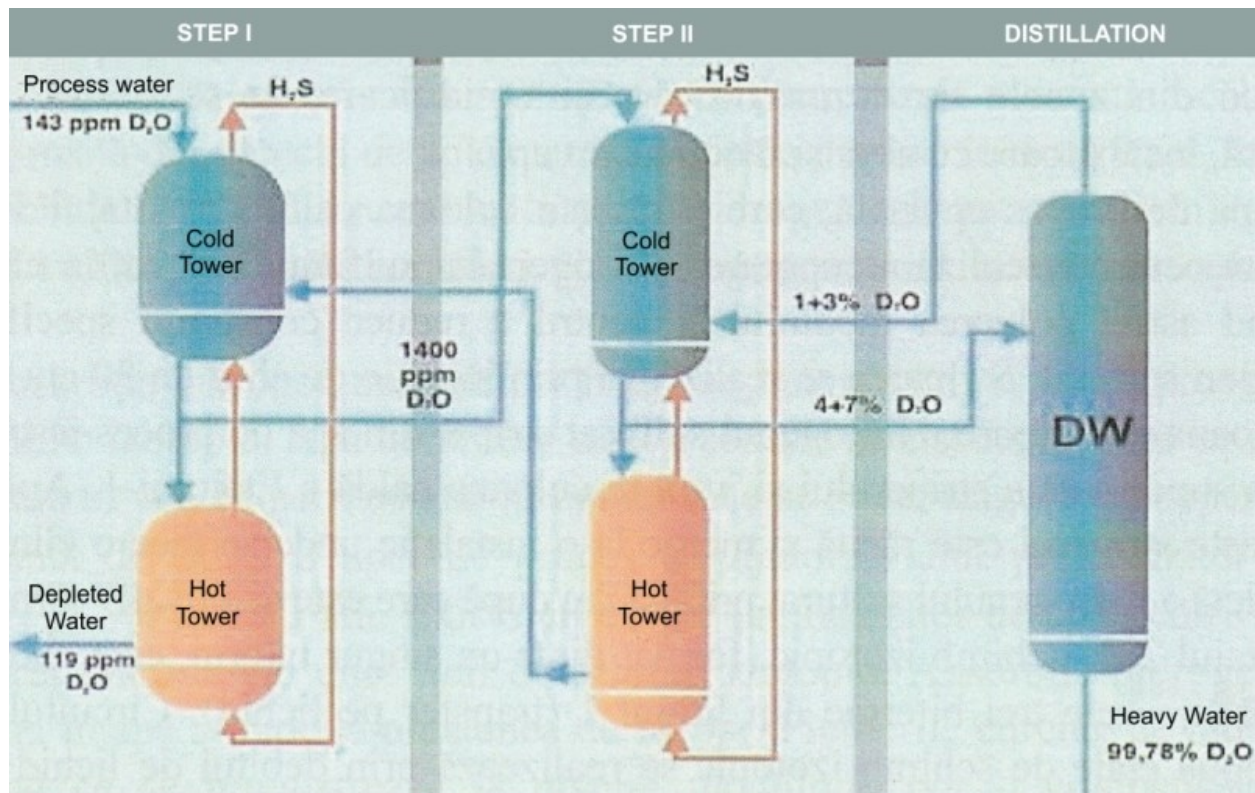 STEP I
STEP II
DISTILLATION
Process water
143 ppm D₂O
H₂S
Cold
Tower
Hot
Tower
Depleted
Water
119 ppm
D₂O
H₂S
Cold
Tower
1400
ppm
D₂O
Hot
Tower
1+3% D₂O
4+7% D₂O
DW
Heavy Water
99,78% D₂O